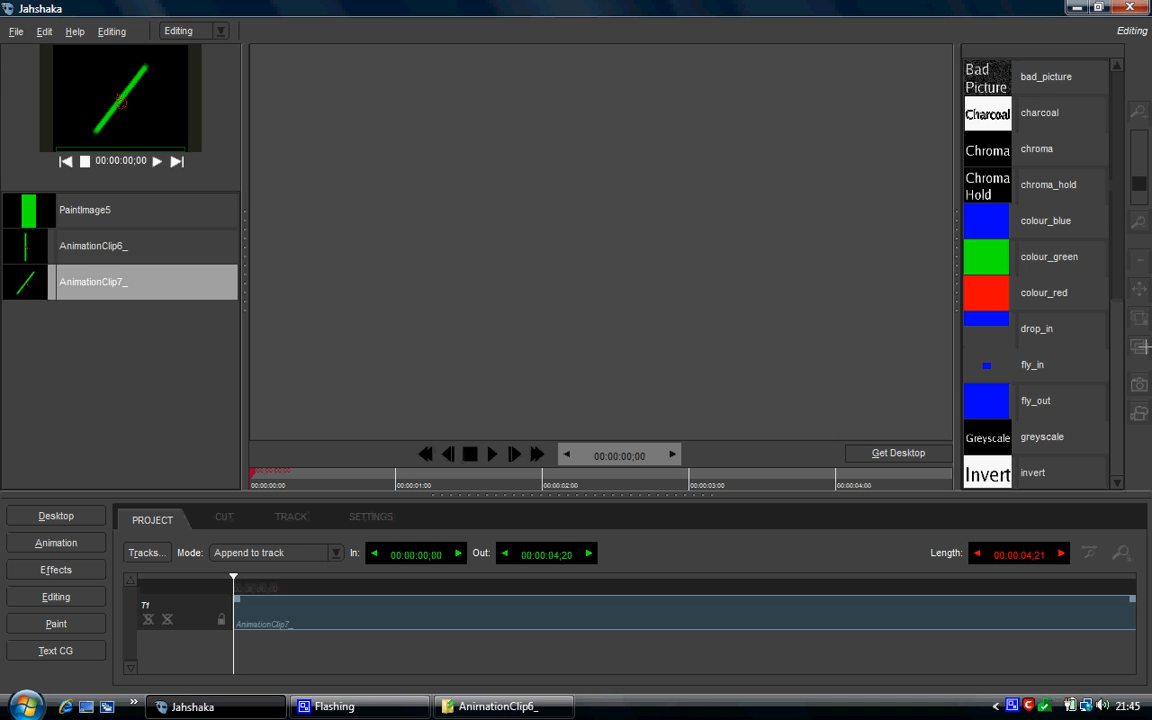 Jahshaka
File Edit Help Editing Editing
Editing
00:00:00;00
PaintImage5
AnimationClip6_
AnimationClip7_
Bad Picture bad_picture
Charcoal charcoal
Chroma chroma
Chroma Hold chroma_hold
colour_blue
colour_green
colour_red
drop_in
fly_in
fly_out
Greyscale greyscale
Invert invert
00:00:00;00
Get Desktop
00:00:00:00 00:00:01:00 00:00:02:00 00:00:03:00 00:00:04:00
Desktop
Animation
Effects
Editing
Paint
Text CG
PROJECT CUT TRACK SETTINGS
Tracks... Mode: Append to track In: 00:00:00;00 Out: 00:00:04;20 Length: 00:00:04;21
T1
AnimationClip7_
Jahshaka Flashing AnimationClip6_ 21:45